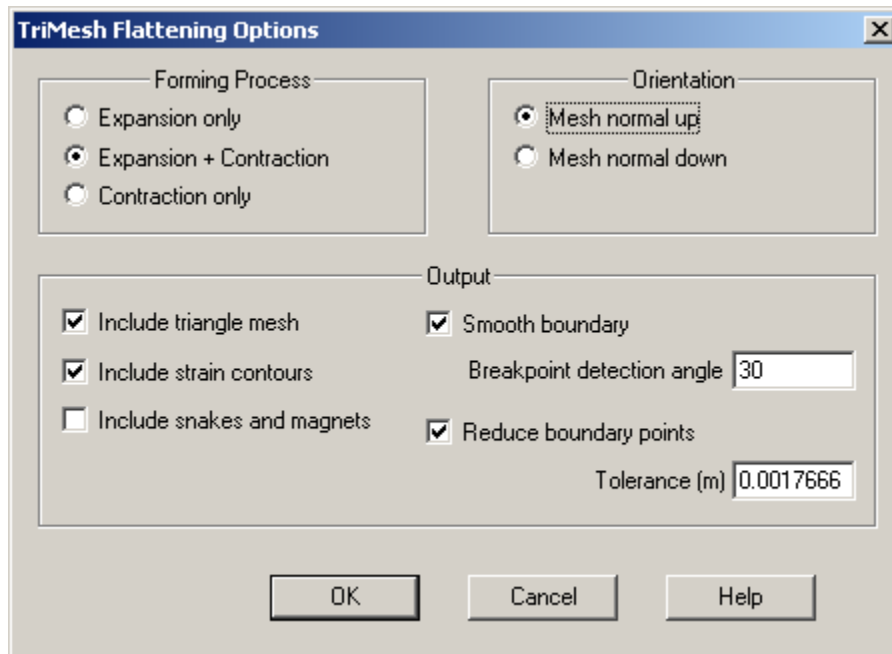 TriMesh Flattening Options
Forming Process
Expansion only
Expansion + Contraction
Contraction only
Orientation
Mesh normal up
Mesh normal down
Output
Include triangle mesh
Include strain contours
Include snakes and magnets
Smooth boundary
Breakpoint detection angle 30
Reduce boundary points
Tolerance (m) 0.0017666
OK Cancel Help